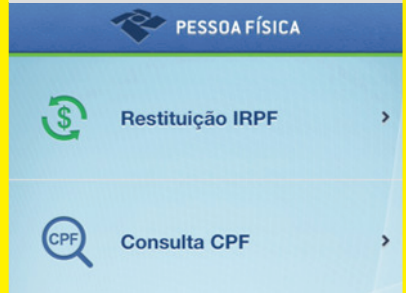 PESSOA FÍSICA
$
Restituição IRPF
CPF
Consulta CPF